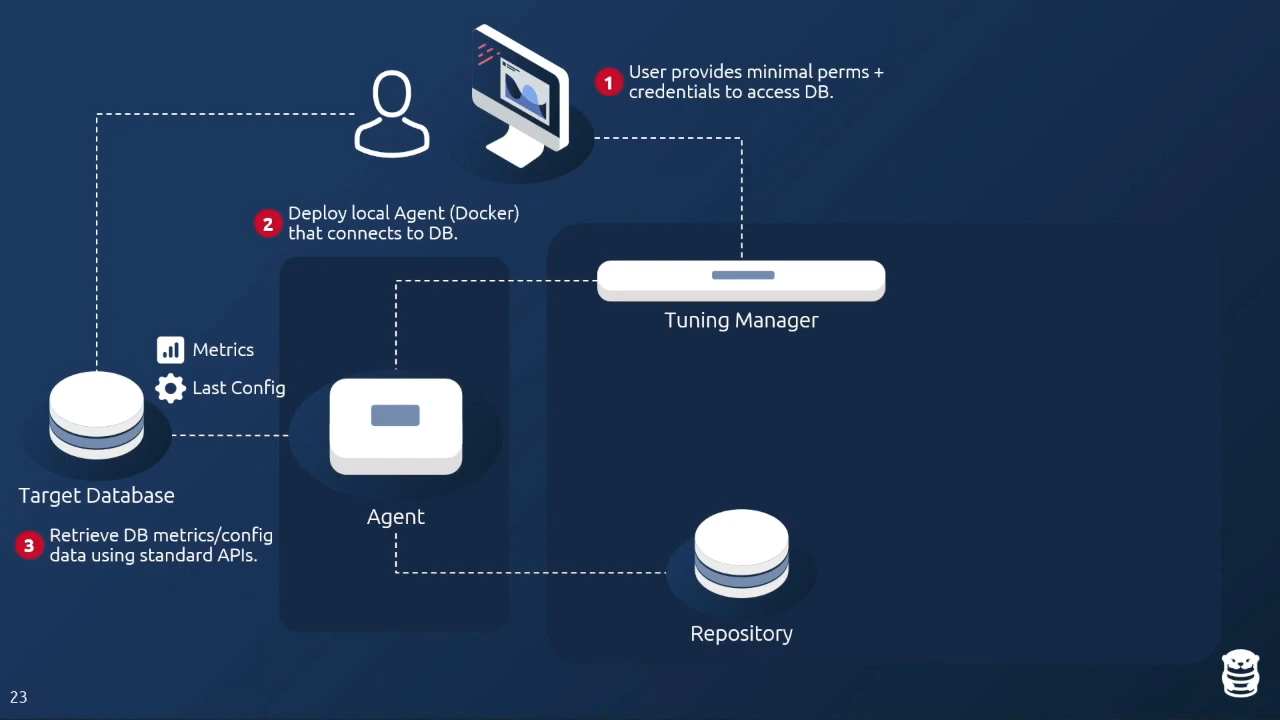 1 User provides minimal perms +
credentials to access DB.
2 Deploy local Agent (Docker)
that connects to DB.
Tuning Manager
Metrics
Last Config
Target Database
Agent
3 Retrieve DB metrics/config
data using standard APIs.
Repository
23